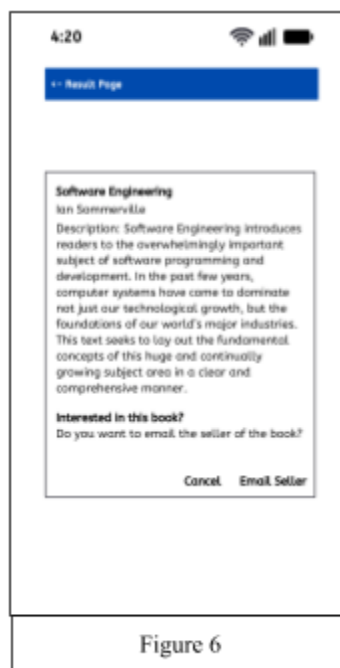 4:20
<- Result Page
Software Engineering
Ian Sommerville
Description: Software Engineering introduces
readers to the overwhelmingly important
subject of software programming and
development. In the past few years,
computer systems have come to dominate
not just our technological growth, but the
foundations of our world's major industries.
This text seeks to lay out the fundamental
concepts of this huge and continually
growing subject area in a clear and
comprehensive manner.
Interested in this book?
Do you want to email the seller of the book?
Cancel Email Seller
Figure 6